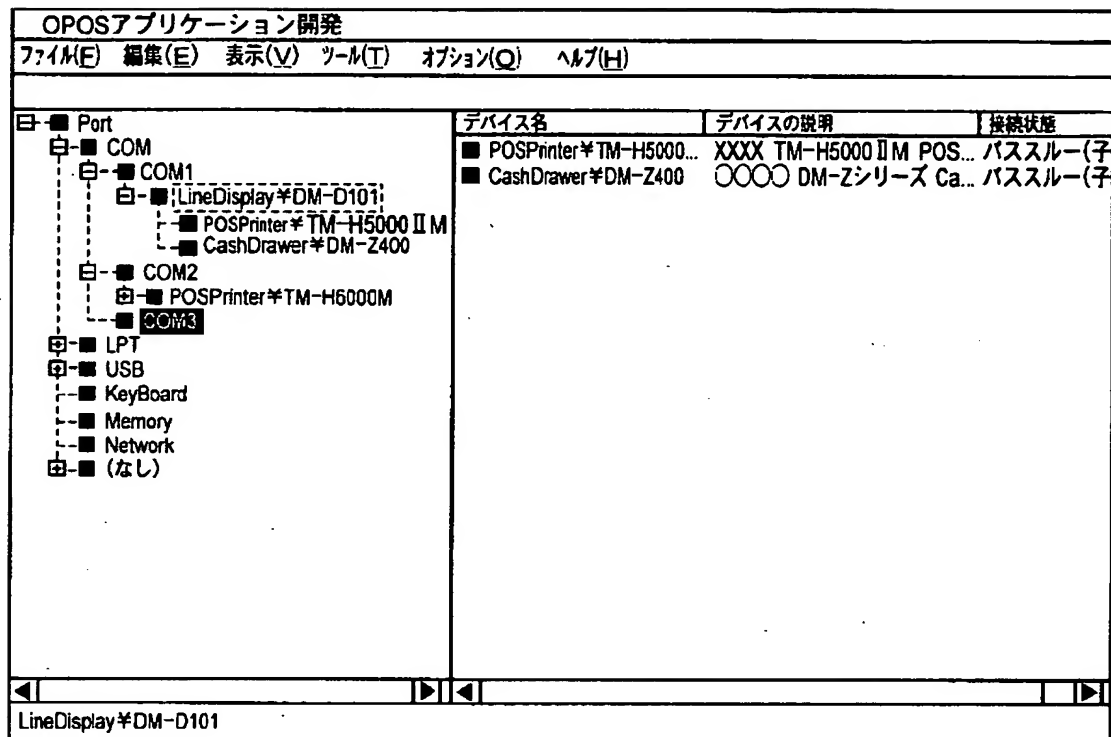 OPOSアプリケーション開発
ファイル(F) 編集(E) 表示(V) ツール(T) オプション(O) ヘルプ(H)
Port
COM
COM1
LineDisplay¥DM-D101
POSPrinter¥TM-H5000ⅡM
CashDrawer¥DM-Z400
COM2
POSPrinter¥TM-H6000M
COM3
LPT
USB
KeyBoard
Memory
Network
(なし)
デバイス名 デバイスの説明 接続状態
POSPrinter¥TM-H5000... XXXX TM-H5000ⅡM POS... パススルー(子
CashDrawer¥DM-Z400 〇〇〇〇 DM-Zシリーズ Ca... パススルー(子
LineDisplay¥DM-D101